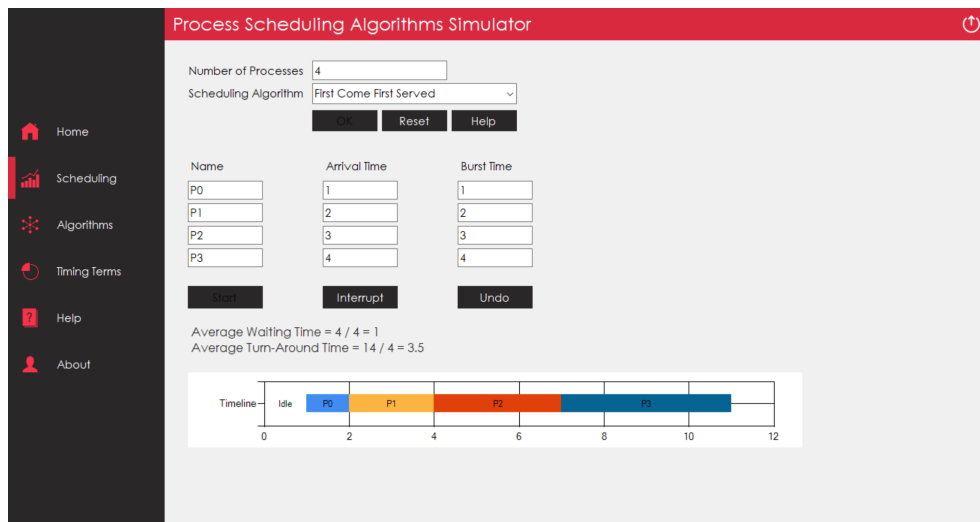 Process Scheduling Algorithms Simulator
Home
Scheduling
Algorithms
Timing Terms
Help
About
Number of Processes 4
Scheduling Algorithm First Come First Served
OK Reset Help
Name Arrival Time Burst Time
P0 1 1
P1 2 2
P2 3 3
P3 4 4
Start Interrupt Undo
Average Waiting Time = 4 / 4 = 1
Average Turn-Around Time = 14 / 4 = 3.5
Timeline Idle P0 P1 P2 P3
0 2 4 6 8 10 12